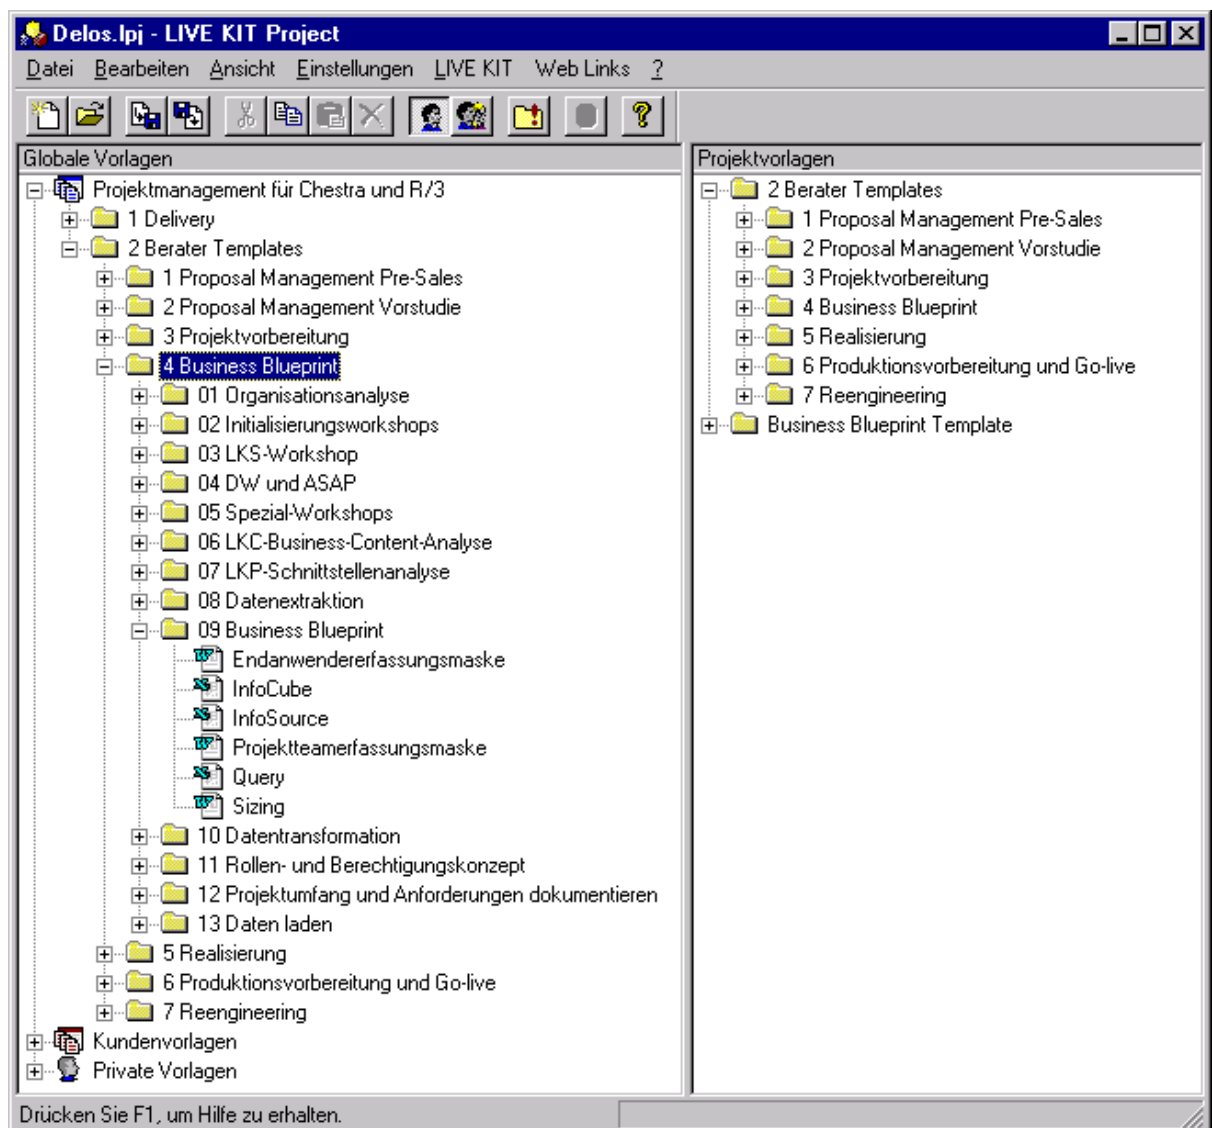 Delos.lpj - LIVE KIT Project
Datei Bearbeiten Ansicht Einstellungen LIVE KIT Web Links ?
Globale Vorlagen
Projektmanagement für Chestra und R/3
1 Delivery
2 Berater Templates
1 Proposal Management Pre-Sales
2 Proposal Management Vorstudie
3 Projektvorbereitung
4 Business Blueprint
01 Organisationsanalyse
02 Initialisierungsworkshops
03 LKS-Workshop
04 DW und ASAP
05 Spezial-Workshops
06 LKC-Business-Content-Analyse
07 LKP-Schnittstellenanalyse
08 Datenextraktion
09 Business Blueprint
Endanwendererfassungsmaske
InfoCube
InfoSource
Projektteamerfassungsmaske
Query
Sizing
10 Datentransformation
11 Rollen- und Berechtigungskonzept
12 Projektumfang und Anforderungen dokumentieren
13 Daten laden
5 Realisierung
6 Produktionsvorbereitung und Go-live
7 Reengineering
Kundenvorlagen
Private Vorlagen
Projektvorlagen
2 Berater Templates
1 Proposal Management Pre-Sales
2 Proposal Management Vorstudie
3 Projektvorbereitung
4 Business Blueprint
5 Realisierung
6 Produktionsvorbereitung und Go-live
7 Reengineering
Business Blueprint Template
Drücken Sie F1, um Hilfe zu erhalten.